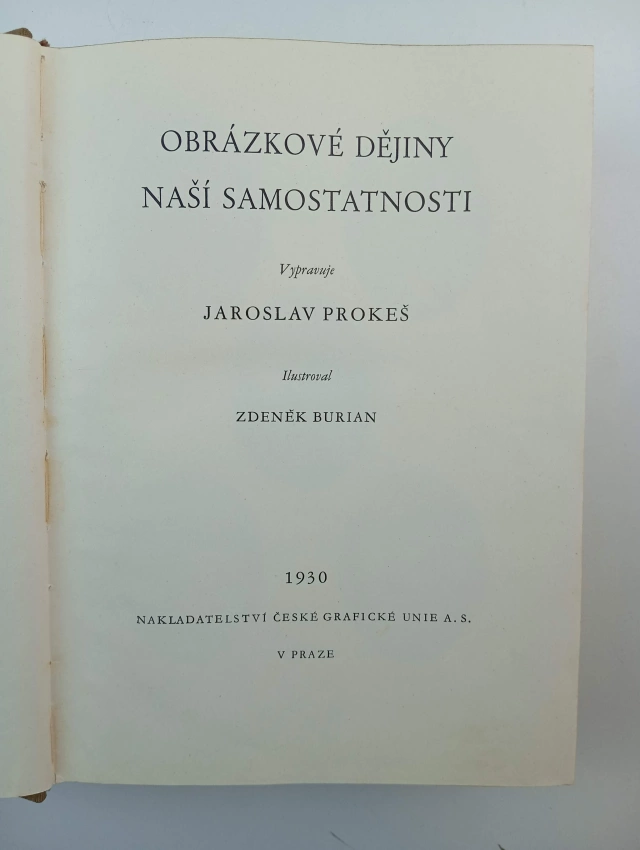 OBRÁZKOVÉ DĚJINY
NAŠÍ SAMOSTATNOSTI
Vypravuje
JAROSLAV PROKEŠ
Ilustroval
ZDENĚK BURIAN
1930
NAKLADATELSTVÍ ČESKÉ GRAFICKÉ UNIE A. S.
V PRAZE